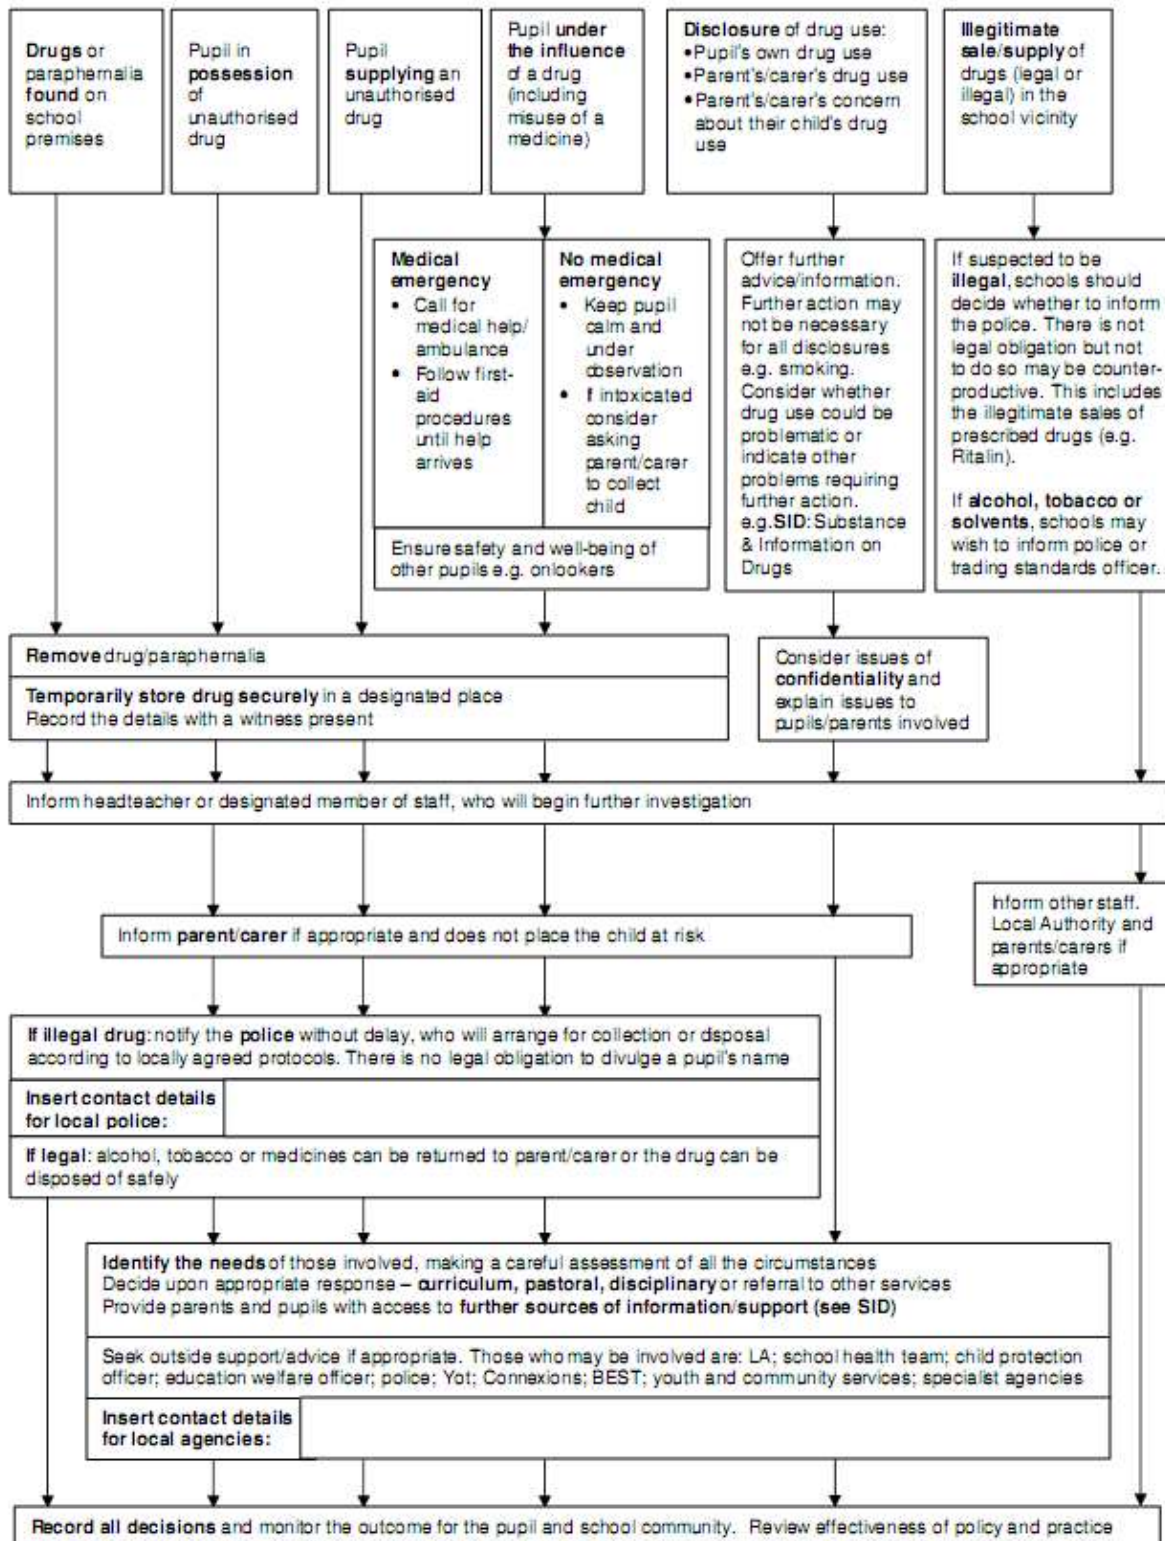 Drugs or
paraphernalia
found on
school
premises
Pupil in
possession
of
unauthorised
drug
Pupil
supplying an
unauthorised
drug
Pupil under
the influence
of a drug
(including
misuse of a
medicine)
Disclosure of drug use:
•Pupil's own drug use
•Parent's/carer's drug use
•Parent's/carer's concern
about their child's drug
use
Illegitimate
sale/supply of
drugs (legal or
illegal) in the
school vicinity
Medical
emergency
• Call for
medical help/
ambulance
• Follow first-
aid
procedures
until help
arrives
No medical
emergency
• Keep pupil
calm and
under
observation
• If intoxicated
consider
asking
parent/carer
to collect
child
Ensure safety and well-being of
other pupils e.g. onlookers
Offer further
advice/information.
Further action may
not be necessary
for all disclosures
e.g. smoking.
Consider whether
drug use could be
problematic or
indicate other
problems requiring
further action.
e.g.SID: Substance
& Information on
Drugs
If suspected to be
illegal, schools should
decide whether to inform
the police. There is not
legal obligation but not
to do so may be counter-
productive. This includes
the illegitimate sales of
prescribed drugs (e.g.
Ritalin).
If alcohol, tobacco or
solvents, schools may
wish to inform police or
trading standards officer.
Remove drug/paraphernalia
Temporarily store drug securely in a designated place
Record the details with a witness present
Consider issues of
confidentiality and
explain issues to
pupils/parents involved
Inform headteacher or designated member of staff, who will begin further investigation
Inform other staff.
Local Authority and
parents/carers if
appropriate
Inform parent/carer if appropriate and does not place the child at risk
If illegal drug: notify the police without delay, who will arrange for collection or disposal
according to locally agreed protocols. There is no legal obligation to divulge a pupil's name
Insert contact details
for local police:
If legal: alcohol, tobacco or medicines can be returned to parent/carer or the drug can be
disposed of safely
Identify the needs of those involved, making a careful assessment of all the circumstances
Decide upon appropriate response – curriculum, pastoral, disciplinary or referral to other services
Provide parents and pupils with access to further sources of information/support (see SID)
Seek outside support/advice if appropriate. Those who may be involved are: LA; school health team; child protection
officer; education welfare officer; police; Yot; Connexions; BEST; youth and community services; specialist agencies
Insert contact details
for local agencies:
Record all decisions and monitor the outcome for the pupil and school community. Review effectiveness of policy and practice